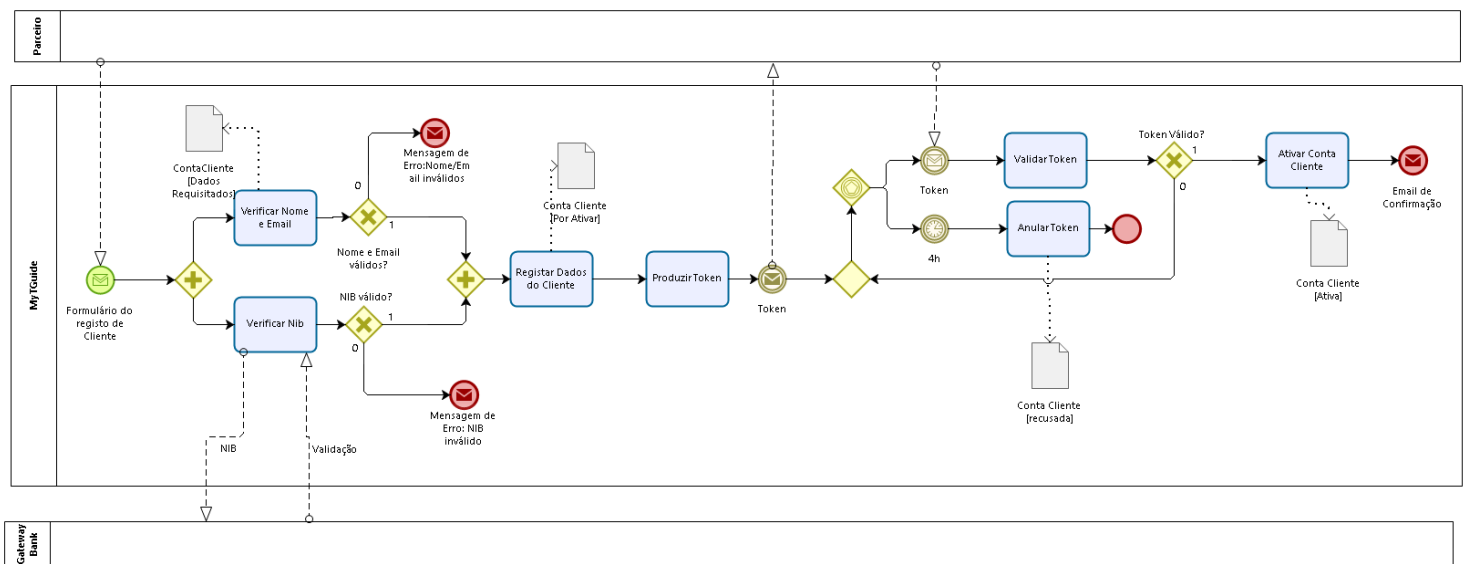 Parceiro
MyTGuide
Formulário do
registo de
Cliente
ContaCliente
[Dados
Requisitados]
Verificar Nome
e Email
0
1
Nome e Email
válidos?
Mensagem de
Erro:Nome/Em
ail inválidos
Verificar Nib
NIB válido?
1
0
Mensagem de
Erro: NIB
inválido
NIB
Validação
Conta Cliente
[Por Ativar]
Registar Dados
do Cliente
Produzir Token
Token
Token
4h
Validar Token
Anular Token
Conta Cliente
[recusada]
Token Válido?
1
0
Ativar Conta
Cliente
Conta Cliente
[Ativa]
Email de
Confirmação
Gateway
Bank